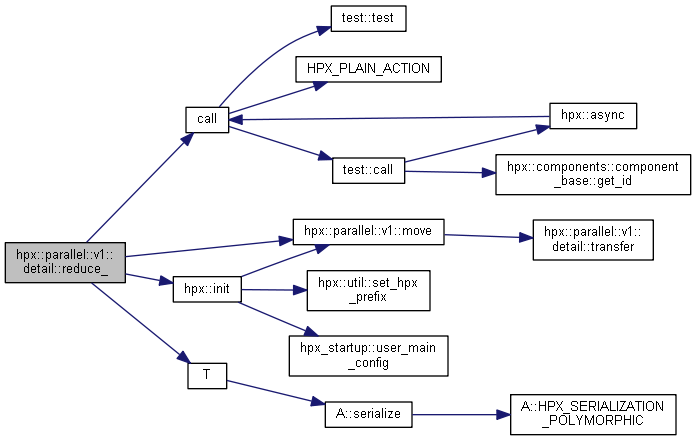 test::test
HPX_PLAIN_ACTION
call
hpx::async
test::call
hpx::components::component
_base::get_id
hpx::parallel::v1::
detail::reduce_
hpx::parallel::v1::move
hpx::parallel::v1::
detail::transfer
hpx::init
hpx::util::set_hpx
_prefix
hpx_startup::user_main
_config
T
A::serialize
A::HPX_SERIALIZATION
_POLYMORPHIC